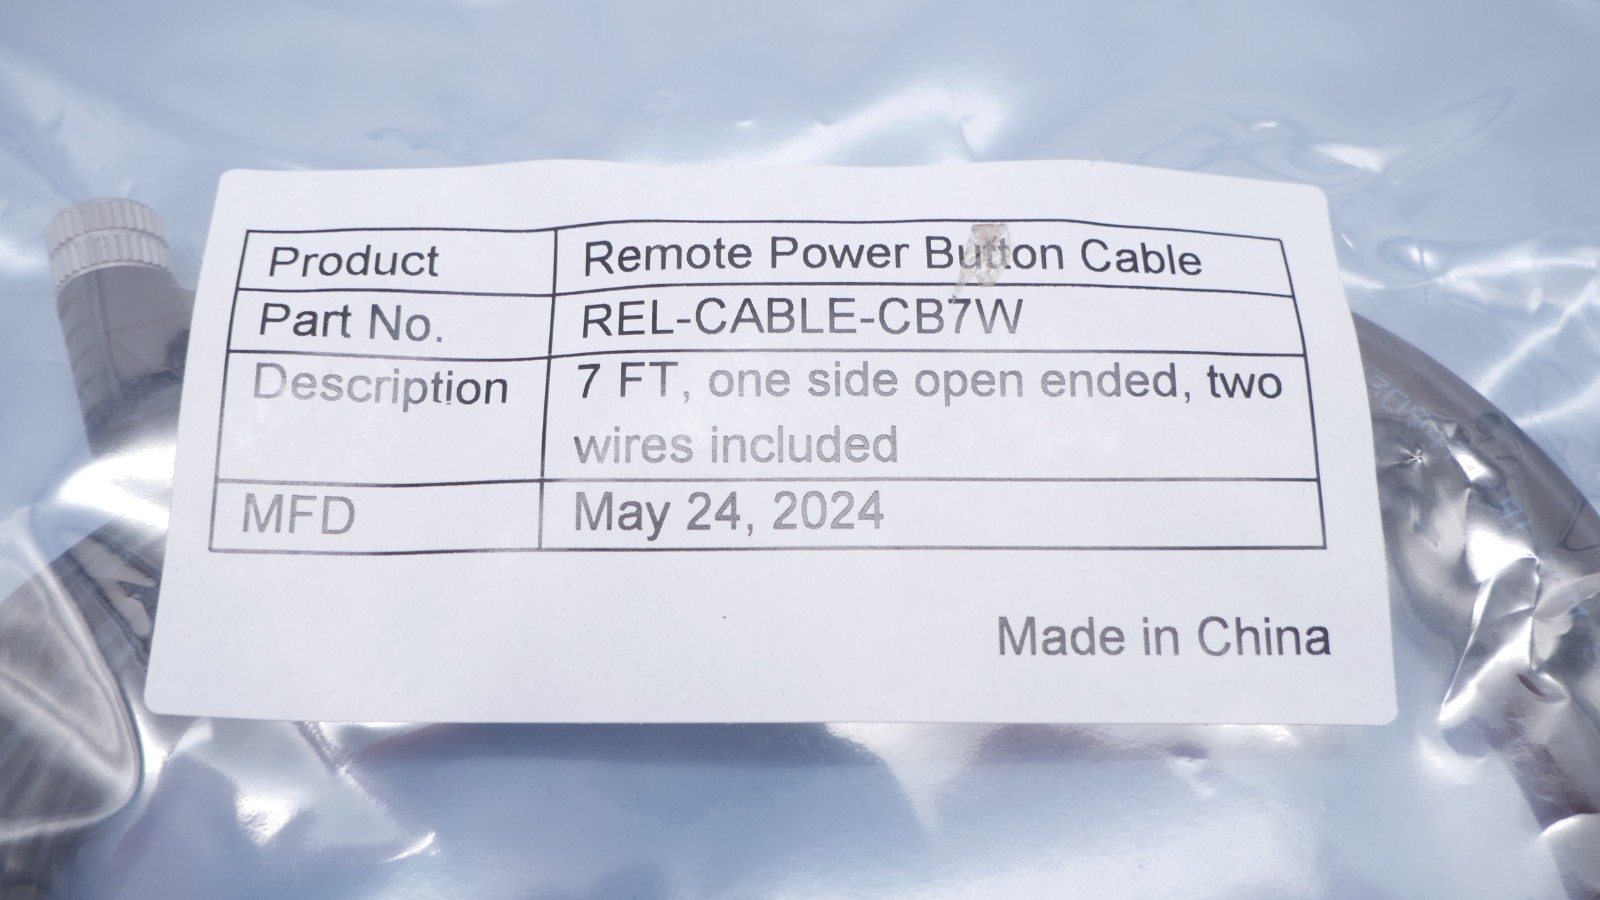 Product Remote Power Button Cable
Part No. REL-CABLE-CB7W
Description 7 FT, one side open ended, two
wires included
MFD May 24, 2024
Made in China